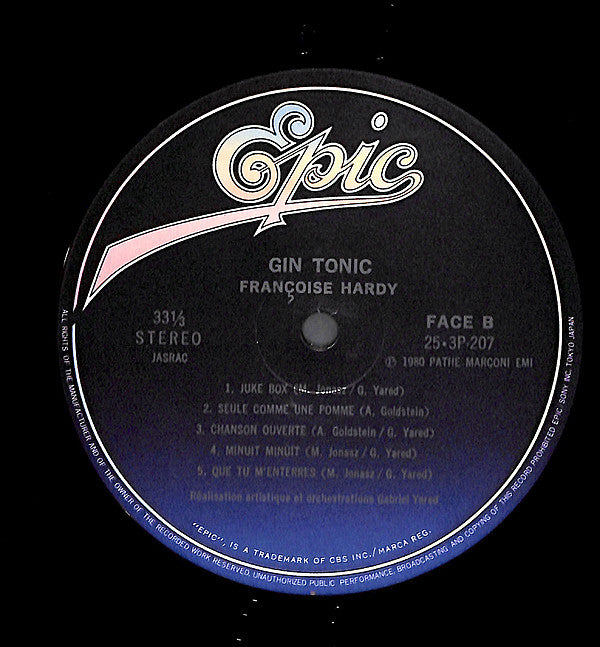 Epic
GIN TONIC
FRANÇOISE HARDY
33⅓
STEREO
JASRAC
FACE B
25·3P-207
Ⓟ 1980 PATHE MARCONI EMI
1. JUKE BOX (M. Jonasz / G. Yared)
2. SEULE COMME UNE POMME (A. Goldstein)
3. CHANSON OUVERTE (A. Goldstein / G. Yared)
4. MINUIT MINUIT (M. Jonasz / G. Yared)
5. QUE TU M'ENTERRES (M. Jonasz / G. Yared)
Réalisation artistique et orchestrations Gabriel Yared
"EPIC", IS A TRADEMARK OF CBS INC./MARCA REG.
ALL RIGHTS OF THE MANUFACTURER AND OF THE OWNER OF THE RECORDED WORK RESERVED. UNAUTHORIZED PUBLIC PERFORMANCE, BROADCASTING AND COPYING OF THIS RECORD PROHIBITED EPIC/SONY INC. TOKYO JAPAN